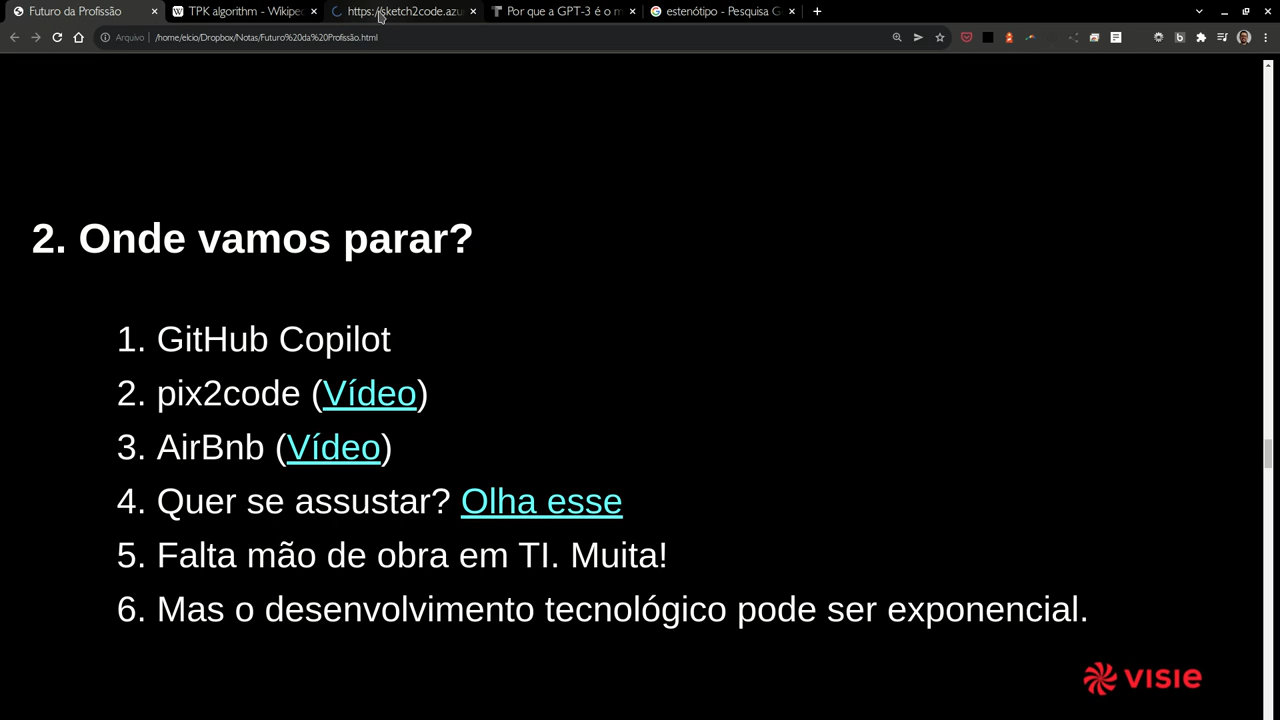 Futuro da Profissão
TPK algorithm - Wikipe
https://sketch2code.azu
Por que a GPT-3 é o m
estenótipo - Pesquisa G
Arquivo | /home/elcio/Dropbox/Notas/Futuro%20da%20Profissão.html
2. Onde vamos parar?
1. GitHub Copilot
2. pix2code (Vídeo)
3. AirBnb (Vídeo)
4. Quer se assustar? Olha esse
5. Falta mão de obra em TI. Muita!
6. Mas o desenvolvimento tecnológico pode ser exponencial.
VISIE